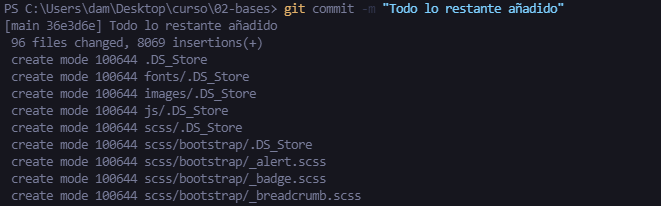 PS C:\Users\dam\Desktop\curso\02-bases> git commit -m "Todo lo restante añadido"
[main 36e3d6e] Todo lo restante añadido
 96 files changed, 8069 insertions(+)
 create mode 100644 .DS_Store
 create mode 100644 fonts/.DS_Store
 create mode 100644 images/.DS_Store
 create mode 100644 js/.DS_Store
 create mode 100644 scss/.DS_Store
 create mode 100644 scss/bootstrap/.DS_Store
 create mode 100644 scss/bootstrap/_alert.scss
 create mode 100644 scss/bootstrap/_badge.scss
 create mode 100644 scss/bootstrap/_breadcrumb.scss